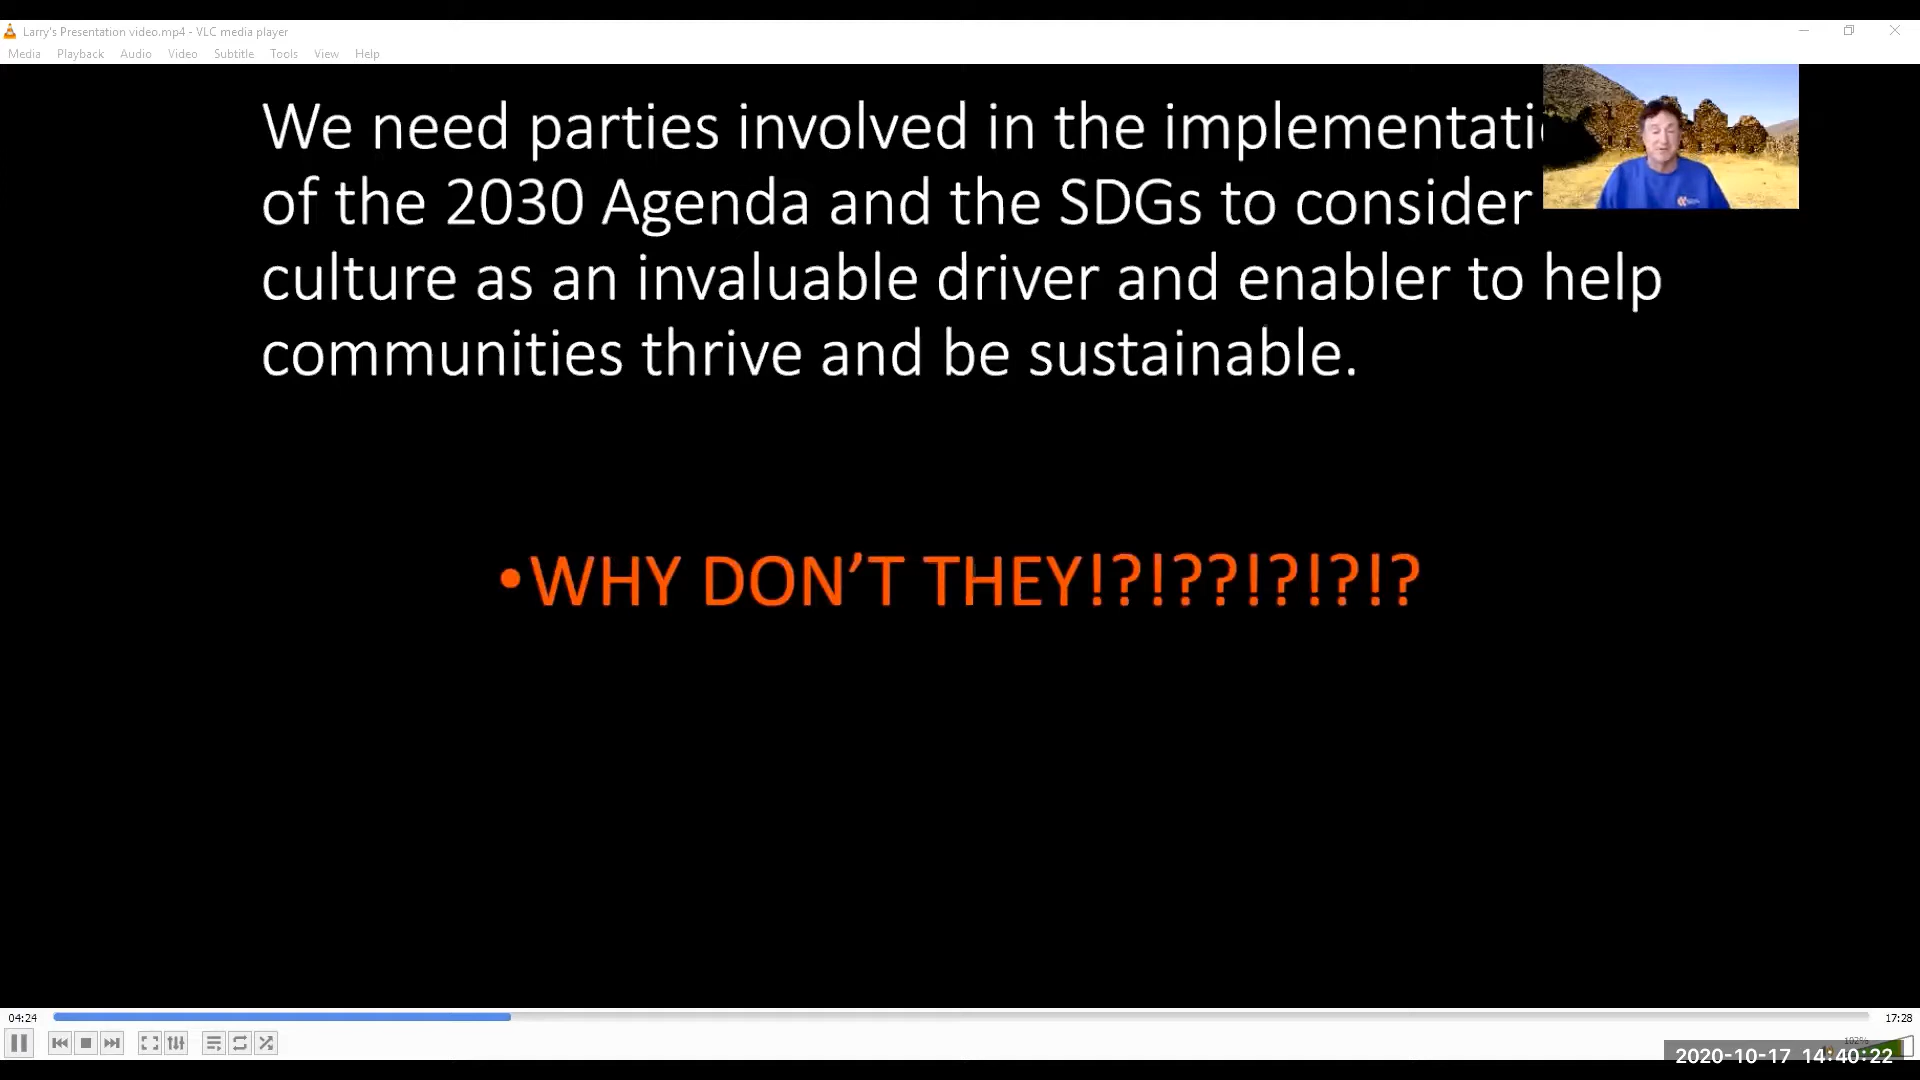 Larry's Presentation video.mp4 - VLC media player
Media Playback Audio Video Subtitle Tools View Help
We need parties involved in the
of the 2030 Agenda and the SDGs to consider
culture as an invaluable driver and enabler to help
communities thrive and be sustainable.
•WHY DON’T THEY!?!??!?!?!?
04:24 17:28
2020-10-17 14:40:22